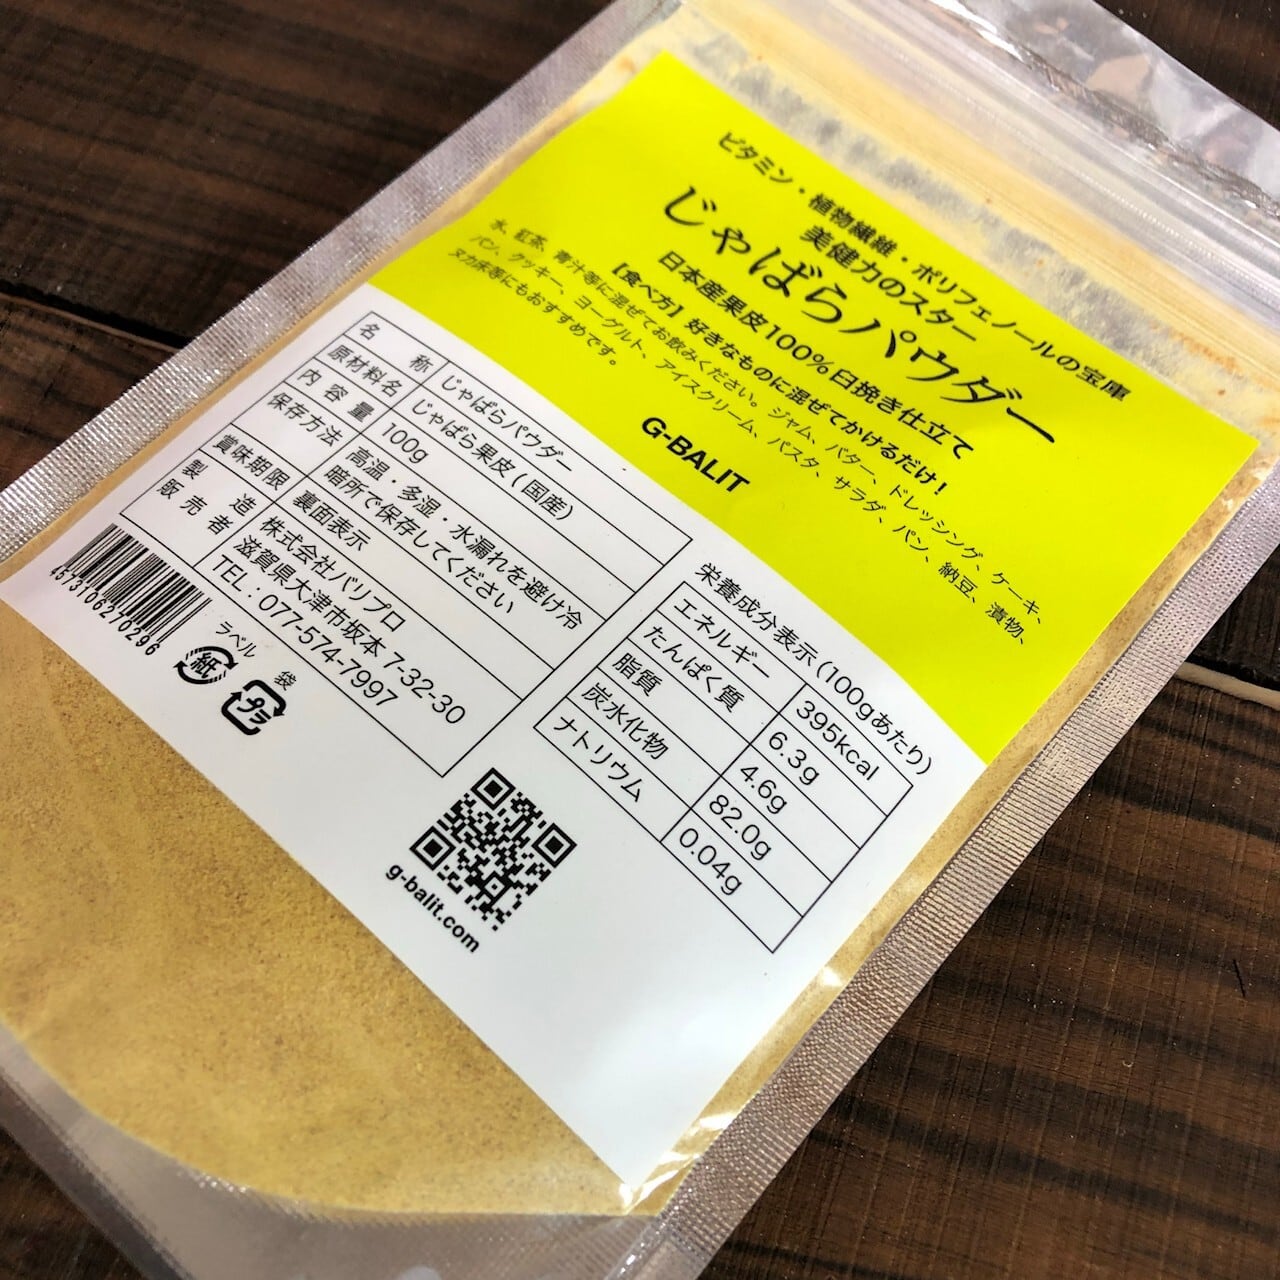 ビタミン・植物繊維・ポリフェノールの宝庫
美健力のスター
じゃばらパウダー
日本産果皮100%臼挽き仕立て
【食べ方】好きなものに混ぜてかけるだけ!
水、紅茶、青汁等に混ぜてお飲みください。ジャム、バター、ドレッシング、ケーキ、
パン、クッキー、ヨーグルト、アイスクリーム、パスタ、サラダ、パン、納豆、漬物、
ヌカ床等にもおすすめです。
G-BALIT
名称 じゃばらパウダー
原材料名 じゃばら果皮(国産)
内容量 100g
保存方法 高温・多湿・水漏れを避け冷
暗所で保存してください
賞味期限 裏面表示
製造 株式会社バリプロ
販売者 滋賀県大津市坂本7-32-30
TEL:077-574-7997
栄養成分表示(100gあたり)
エネルギー 395kcal
たんぱく質 6.3g
脂質 4.6g
炭水化物 82.0g
ナトリウム 0.04g
4573106270296
ラベル
紙
袋
プラ
g-balit.com